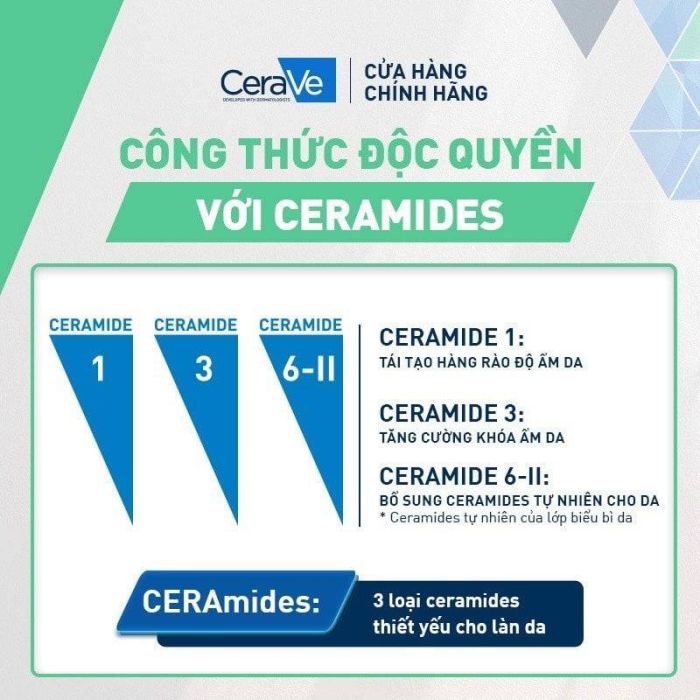 CeraVe
DEVELOPED WITH DERMATOLOGISTS
CỬA HÀNG
CHÍNH HÃNG
CÔNG THỨC ĐỘC QUYỀN
VỚI CERAMIDES
CERAMIDE
1
CERAMIDE
3
CERAMIDE
6-II
CERAMIDE 1:
TÁI TẠO HÀNG RÀO ĐỘ ẨM DA
CERAMIDE 3:
TĂNG CƯỜNG KHÓA ẨM DA
CERAMIDE 6-II:
BỔ SUNG CERAMIDES TỰ NHIÊN CHO DA
* Ceramides tự nhiên của lớp biểu bì da
CERAmides:
3 loại ceramides
thiết yếu cho làn da